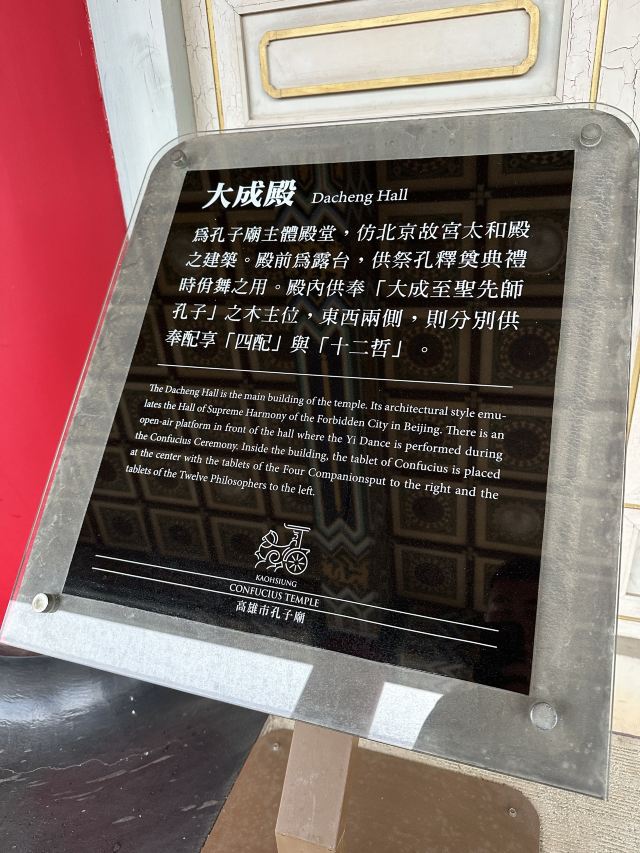 大成殿 Dacheng Hall
為孔子廟主體殿堂，仿北京故宮太和殿
之建築。殿前為露台，供祭孔釋奠典禮
時佾舞之用。殿內供奉「大成至聖先師
孔子」之木主位，東西兩側，則分別供
奉配享「四配」與「十二哲」。
The Dacheng Hall is the main building of the temple. Its architectural style emu-
lates the Hall of Supreme Harmony of the Forbidden City in Beijing. There is an
open-air platform in front of the hall where the Yi Dance is performed during
the Confucius Ceremony. Inside the building, the tablet of Confucius is placed
at the center with the tablets of the Four Companionsput to the right and the
tablets of the Twelve Philosophers to the left.
KAOHSIUNG
CONFUCIUS TEMPLE
高雄市孔子廟